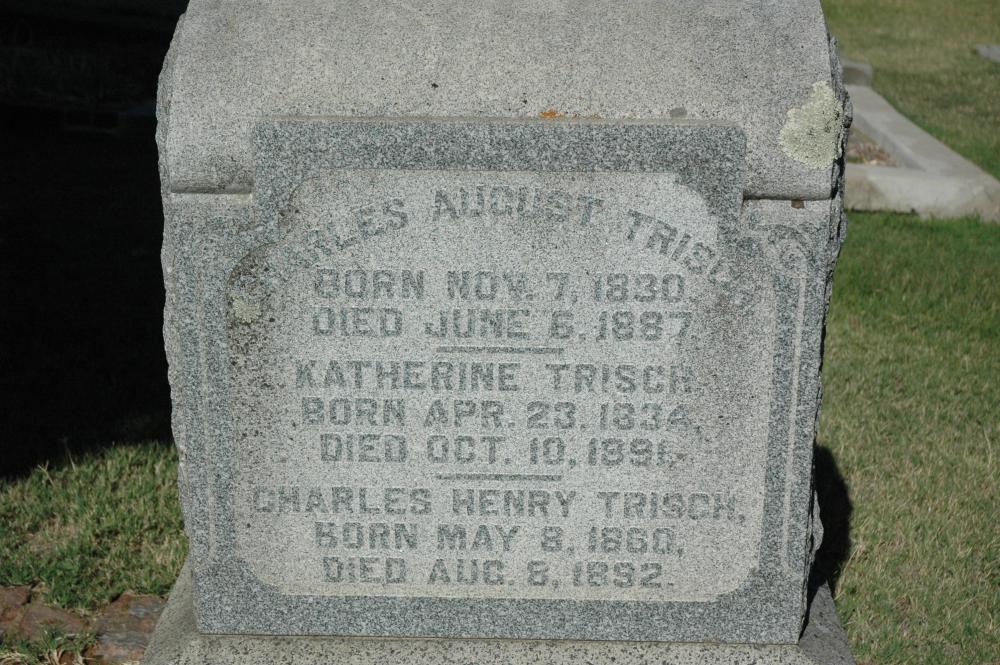 CHARLES AUGUST TRISCH
BORN NOV. 7, 1830.
DIED JUNE 6, 1887
KATHERINE TRISCH
BORN APR. 23, 1834,
DIED OCT. 10,
CHARLES HENRY TRISCH,
BORN MAY 8, 1860,
DIED AUG. 8, 1892.